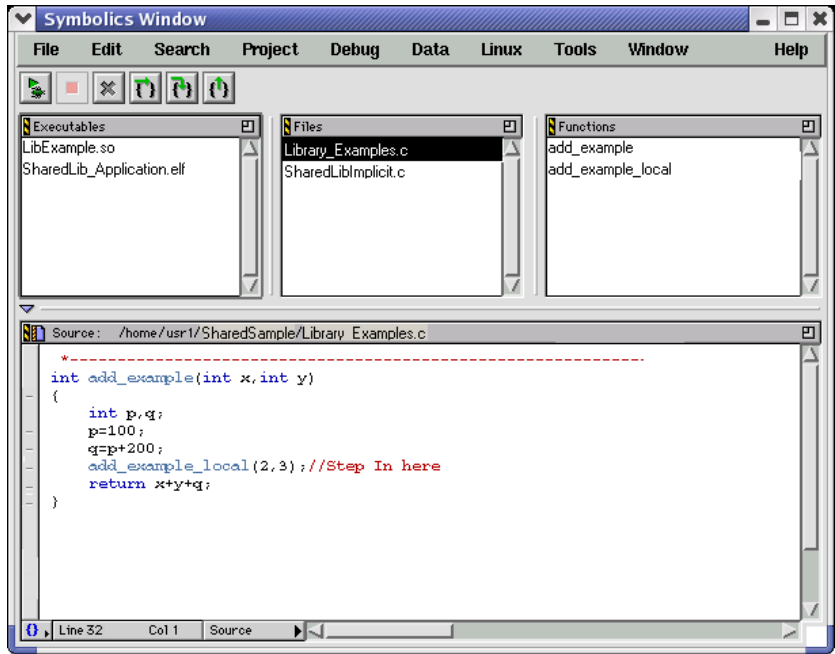 Symbolics Window
File Edit Search Project Debug Data Linux Tools Window Help
Executables
LibExample.so
SharedLib_Application.elf
Files
Library_Examples.c
SharedLibImplicit.c
Functions
add_example
add_example_local
Source: /home/usr1/SharedSample/Library_Examples.c
*----------------------------------------------------------------
int add_example(int x,int y)
{
int p,q;
p=100;
q=p+200;
add_example_local(2,3);//Step In here
return x+y+q;
}
Line 32 Col 1 Source